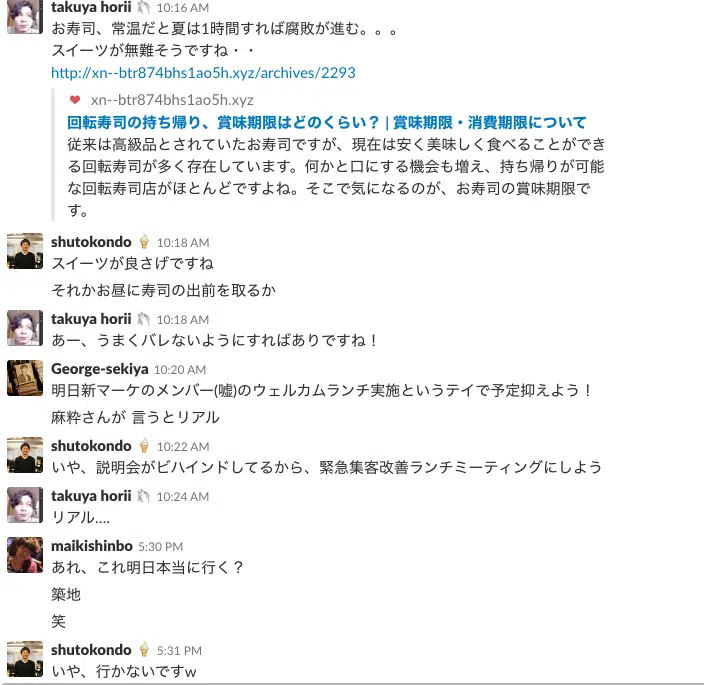 takuya horii 10:16 AM
お寿司、常温だと夏は1時間すれば腐敗が進む。。。
スイーツが無難そうですね・・
http://xn--btr874bhs1ao5h.xyz/archives/2293
xn--btr874bhs1ao5h.xyz
回転寿司の持ち帰り、賞味期限はどのくらい？ | 賞味期限・消費期限について
従来は高級品とされていたお寿司ですが、現在は安く美味しく食べることができ
る回転寿司が多く存在しています。何かと口にする機会も増え、持ち帰りが可能
な回転寿司店がほとんどですよね。そこで気になるのが、お寿司の賞味期限で
す。
shutokondo 10:18 AM
スイーツが良さげですね
それかお昼に寿司の出前を取るか
takuya horii 10:18 AM
あー、うまくバレないようにすればありですね！
George-sekiya 10:20 AM
明日新マーケのメンバー(嘘)のウェルカムランチ実施というテイで予定抑えよう！
麻粋さんが 言うとリアル
shutokondo 10:22 AM
いや、説明会がビハインドしてるから、緊急集客改善ランチミーティングにしよう
takuya horii 10:24 AM
リアル....
maikishinbo 5:30 PM
あれ、これ明日本当に行く？
築地
笑
shutokondo 5:31 PM
いや、行かないですw